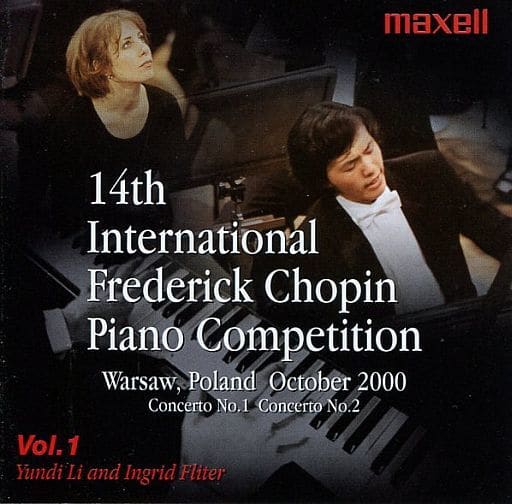 maxell
14th
International
Frederick Chopin
Piano Competition
Warsaw, Poland October 2000
Concerto No.1 Concerto No.2
Vol.1
Yundi Li and Ingrid Fliter